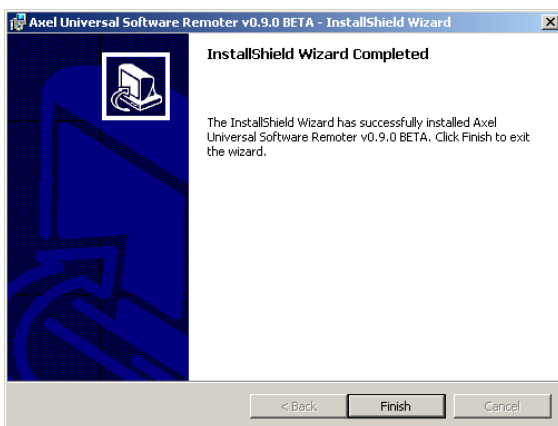 Axel Universal Software Remoter v0.9.0 BETA - InstallShield Wizard
InstallShield Wizard Completed
The InstallShield Wizard has successfully installed Axel
Universal Software Remoter v0.9.0 BETA. Click Finish to exit
the wizard.
< Back
Finish
Cancel